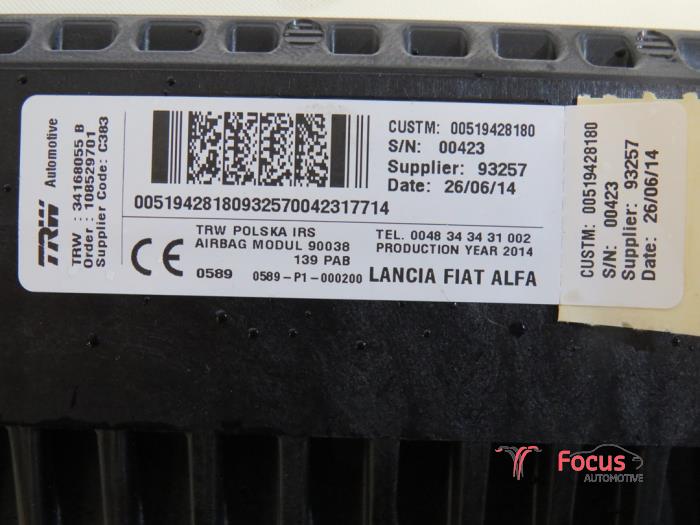 TRW Automotive
TRW : 34168055 B
Order : 108529701
Supplier Code: C383
CUSTM: 00519428180
S/N: 00423
Supplier: 93257
Date: 26/06/14
00519428180932570042317714
TRW POLSKA IRS
AIRBAG MODUL 90038
139 PAB
TEL. 0048 34 34 31 002
PRODUCTION YEAR 2014
CE
0589
0589-P1-000200
LANCIA FIAT ALFA
CUSTM: 00519428180
S/N: 00423
Supplier: 93257
Date: 26/06/14
Focus
AUTOMOTIVE